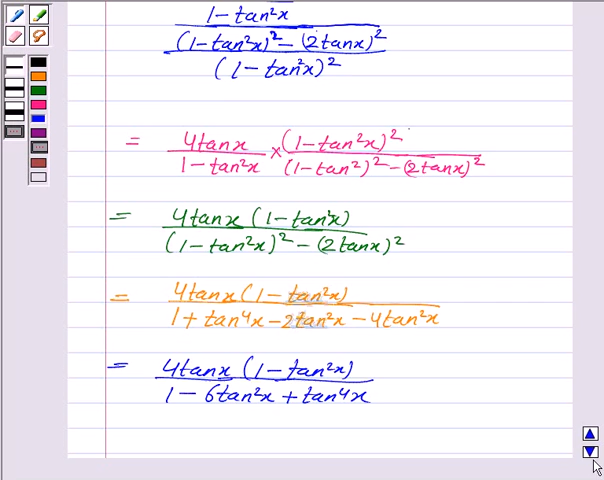 1-tan²x
(1-tan²x)² - (2tanx)²
(1-tan²x)²
= 4tanx/1-tan²x × (1-tan²x)²/(1-tan²)² - (2tanx)²
= 4tanx (1-tan²x)/(1-tan²x)² - (2tanx)²
= 4tanx (1-tan²x)/1+tan⁴x-2tan²x-4tan²x
= 4tanx (1-tan²x)/1-6tan²x+tan⁴x